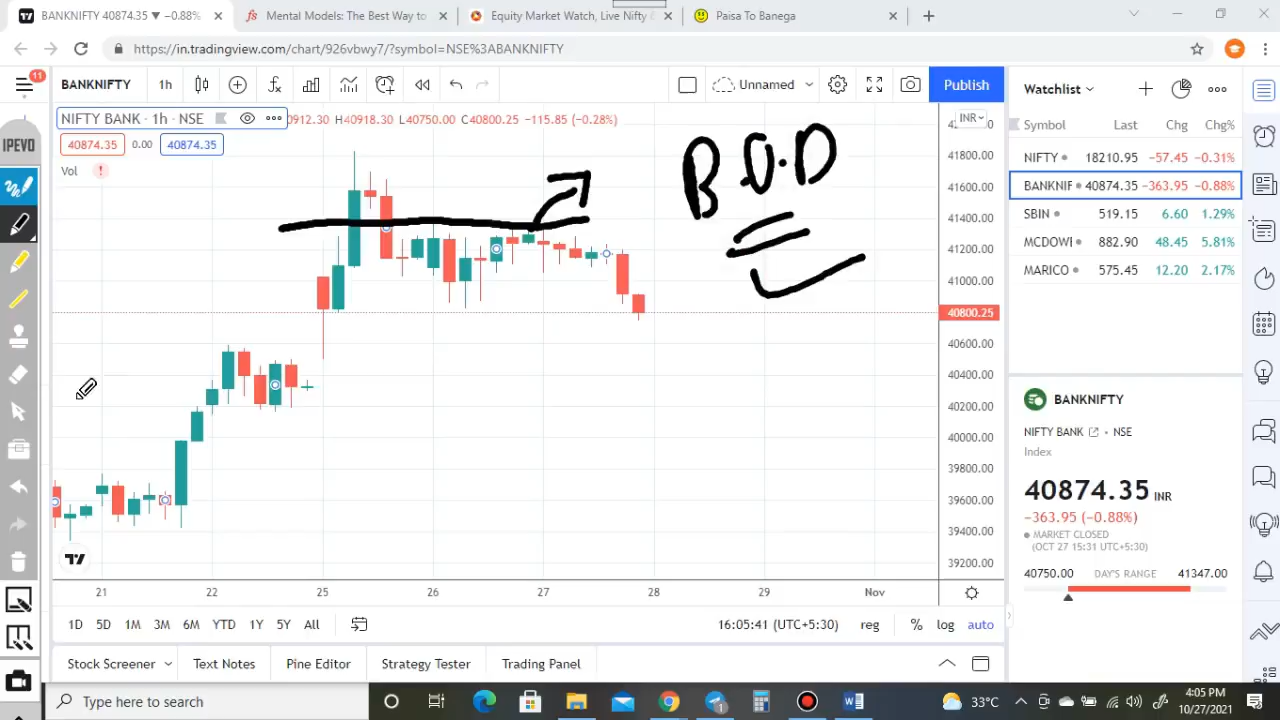 BANKNIFTY 40874.35 ▼ −0.88%
Mental Models: The Best Way to
Equity Market Watch, Live Nifty
Paisa To Banega
https://in.tradingview.com/chart/926vbwy7/?symbol=NSE%3ABANKNIFTY
11
BANKNIFTY
1h
Unnamed
Publish
NIFTY BANK · 1h · NSE
0912.30 H40918.30 L40750.00 C40800.25 −115.85 (−0.28%)
INR
40874.35 0.00 40874.35
Vol
IPEVO
B.O.D
41800.00
41600.00
41400.00
41200.00
41000.00
40800.25
40600.00
40400.00
40200.00
40000.00
39800.00
39600.00
39400.00
39200.00
21 22 25 26 27 28 29 Nov
1D 5D 1M 3M 6M YTD 1Y 5Y All
16:05:41 (UTC+5:30) reg % log auto
Stock Screener Text Notes Pine Editor Strategy Tester Trading Panel
Watchlist
Symbol Last Chg Chg%
NIFTY 18210.95 −57.45 −0.31%
BANKNIF 40874.35 −363.95 −0.88%
SBIN 519.15 6.60 1.29%
MCDOWI 882.90 48.45 5.81%
MARICO 575.45 12.20 2.17%
BANKNIFTY
NIFTY BANK · NSE
Index
40874.35 INR
−363.95 (−0.88%)
MARKET CLOSED
(OCT 27 15:31 UTC+5:30)
40750.00 DAY'S RANGE 41347.00
Type here to search
33°C
4:05 PM
10/27/2021